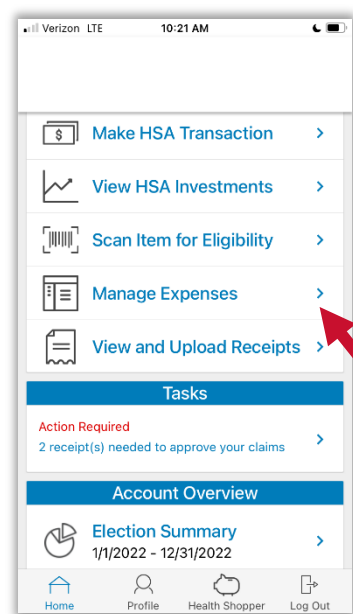 Verizon LTE 10:21 AM
Make HSA Transaction
View HSA Investments
Scan Item for Eligibility
Manage Expenses
View and Upload Receipts
Tasks
Action Required
2 receipt(s) needed to approve your claims
Account Overview
Election Summary
1/1/2022 - 12/31/2022
Home Profile Health Shopper Log Out